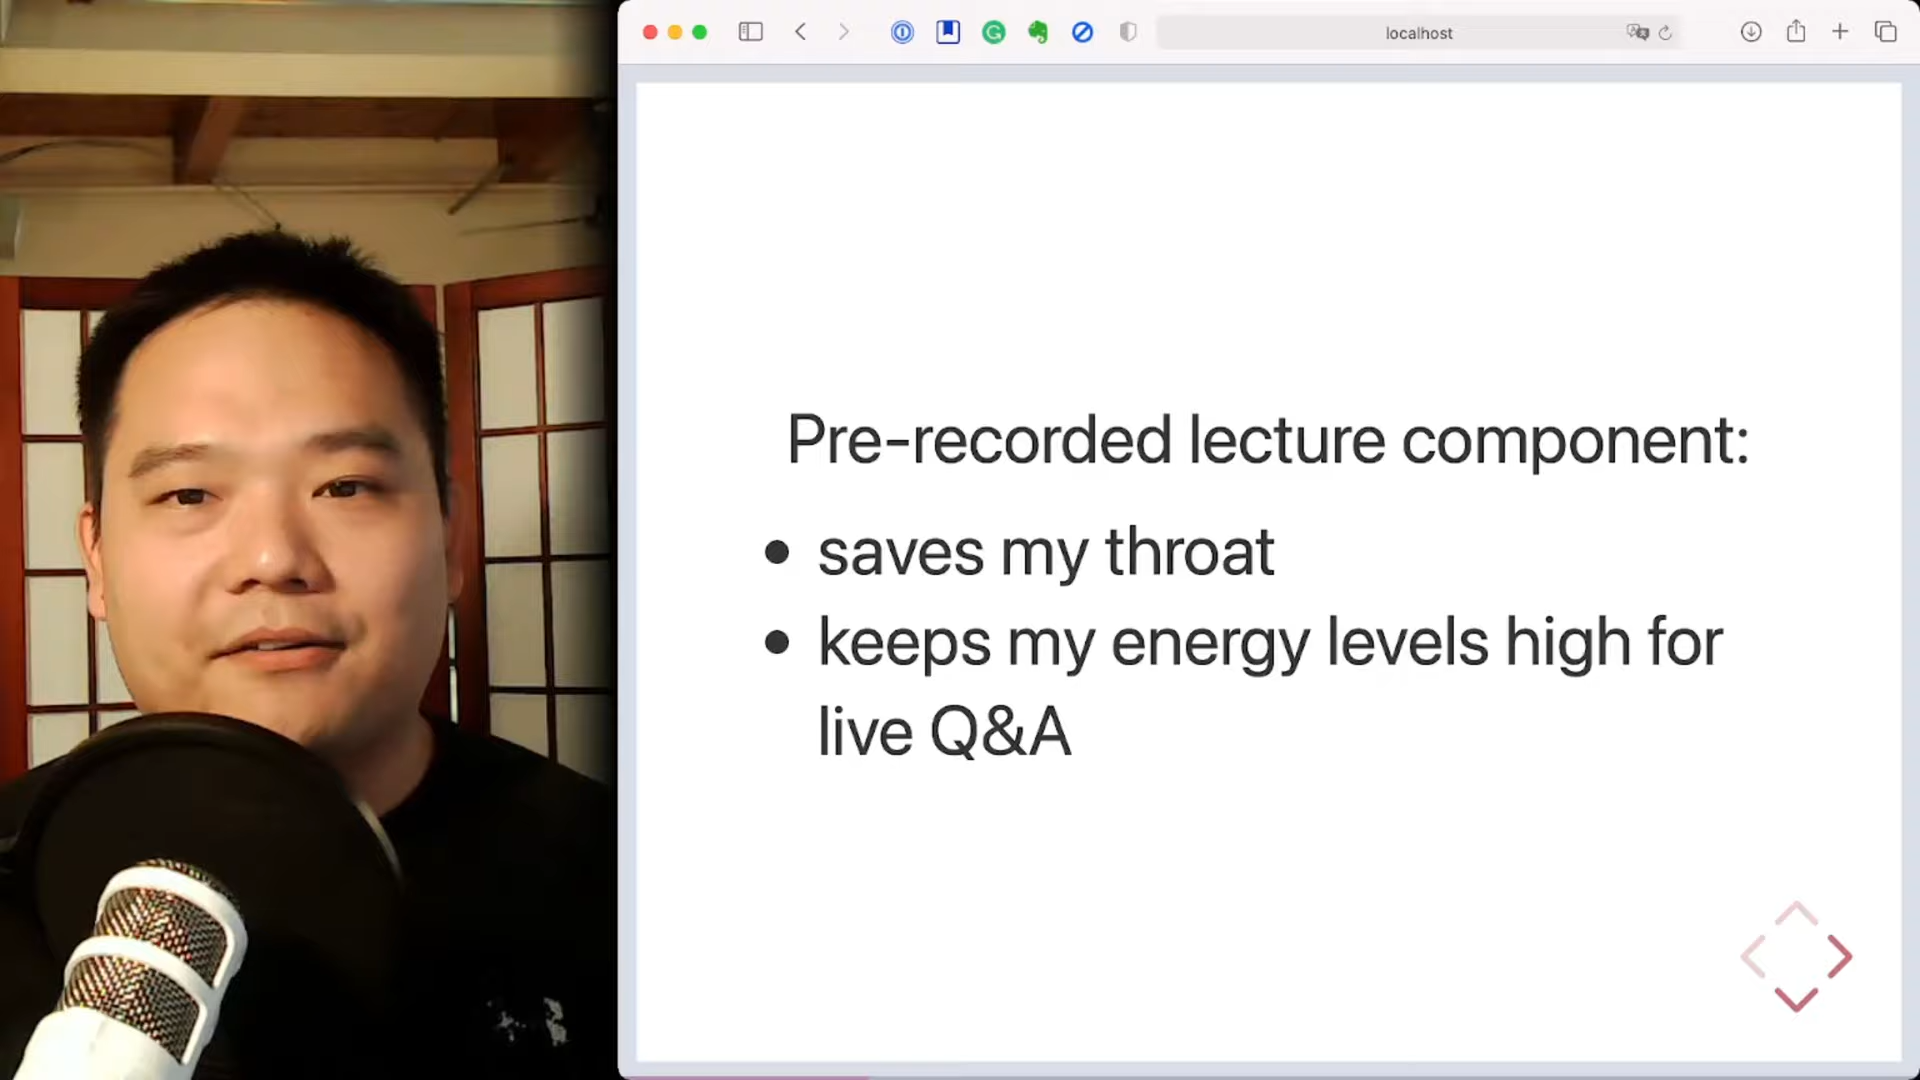 localhost
Pre-recorded lecture component:
• saves my throat
• keeps my energy levels high for
live Q&A